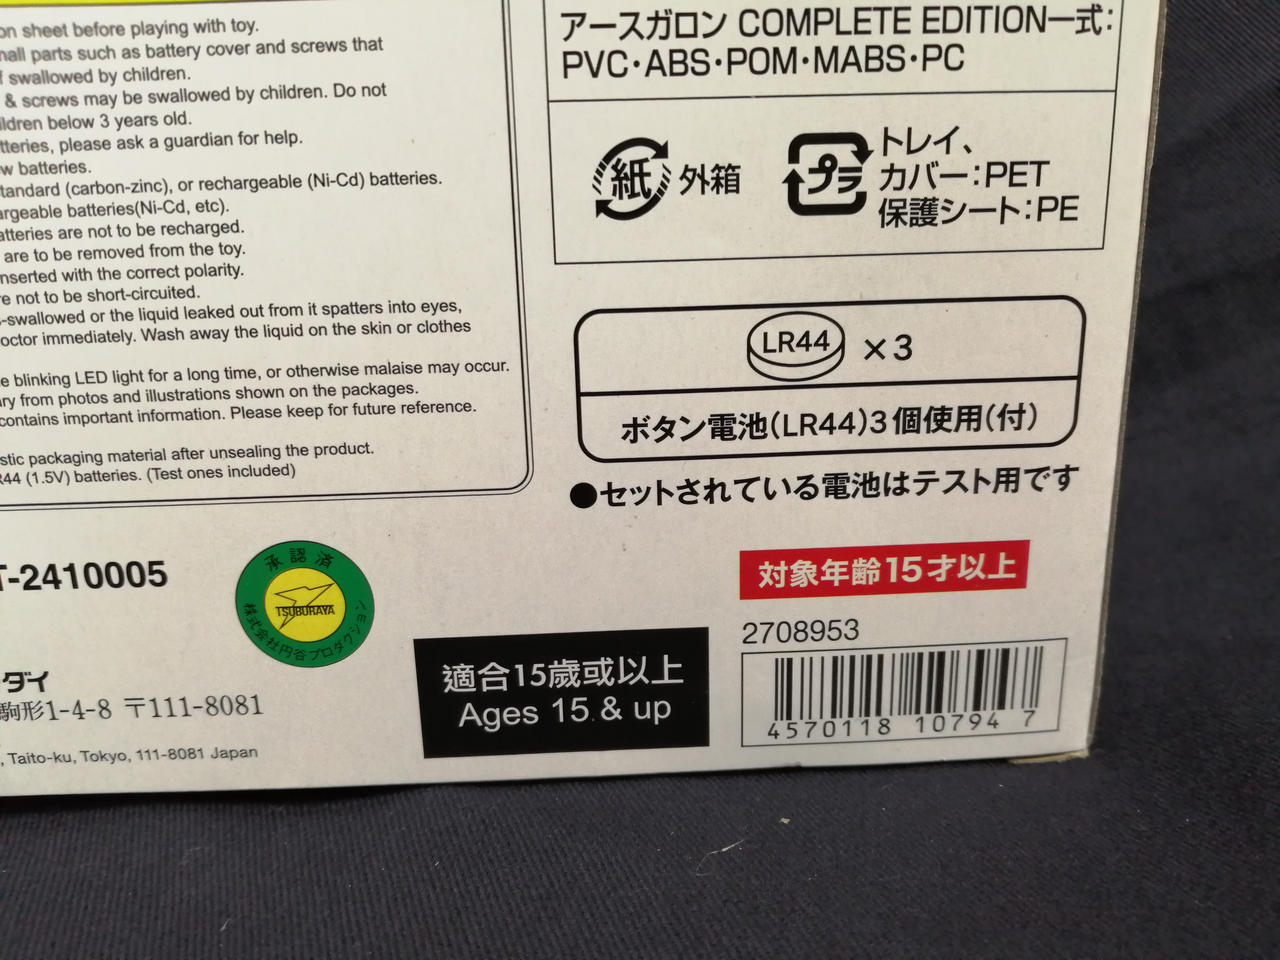 on sheet before playing with toy.
mall parts such as battery cover and screws that
f swallowed by children.
& screws may be swallowed by children. Do not
ildren below 3 years old.
tteries, please ask a guardian for help.
w batteries.
tandard (carbon-zinc), or rechargeable (Ni-Cd) batteries.
argeable batteries(Ni-Cd, etc).
atteries are not to be recharged.
are to be removed from the toy.
nserted with the correct polarity.
re not to be short-circuited.
s-swallowed or the liquid leaked out from it spatters into eyes,
octor immediately. Wash away the liquid on the skin or clothes
e blinking LED light for a long time, or otherwise malaise may occur.
ary from photos and illustrations shown on the packages.
contains important information. Please keep for future reference.
stic packaging material after unsealing the product.
R44 (1.5V) batteries. (Test ones included)
アースガロン COMPLETE EDITION一式:
PVC・ABS・POM・MABS・PC
紙 外箱
プラ トレイ、
カバー:PET
保護シート:PE
LR44 ×3
ボタン電池(LR44)3個使用(付)
●セットされている電池はテスト用です
T-2410005
承認済
TSUBURAYA
株式会社円谷プロダクション
対象年齢15才以上
2708953
4570118 107947
適合15歳或以上
Ages 15 & up
ダイ
駒形1-4-8 〒111-8081
, Taito-ku, Tokyo, 111-8081 Japan